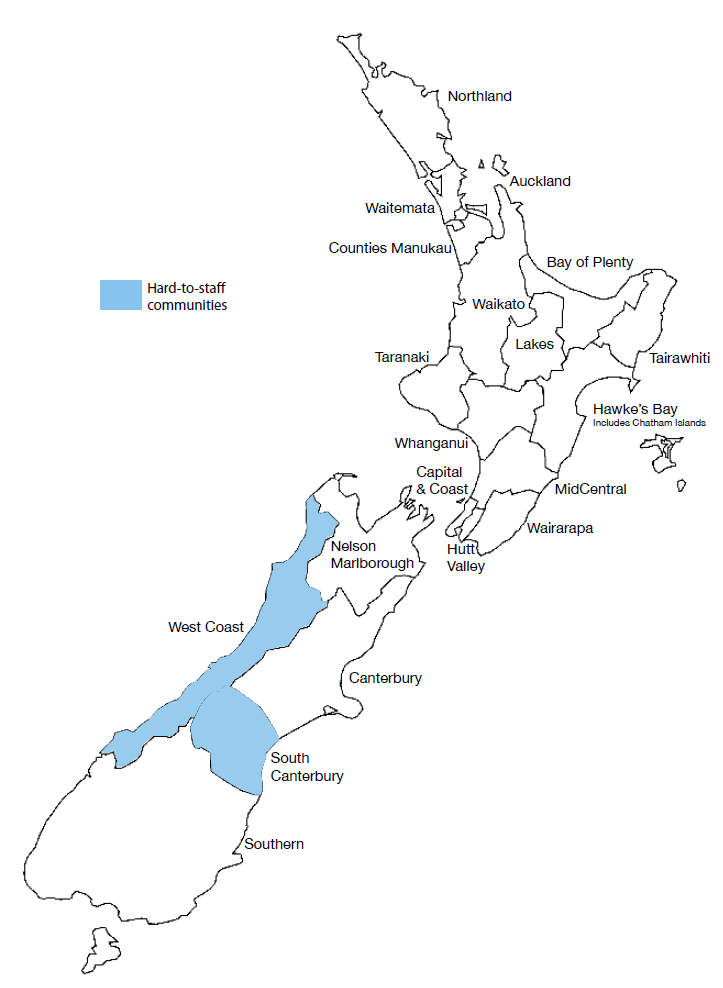 Northland
Auckland
Waitemata
Counties Manukau
Bay of Plenty
Hard-to-staff
communities
Waikato
Lakes
Taranaki
Tairawhiti
Hawke's Bay
Includes Chatham Islands
Whanganui
Capital
& Coast
MidCentral
Wairarapa
Hutt
Valley
Nelson
Marlborough
West Coast
Canterbury
South
Canterbury
Southern